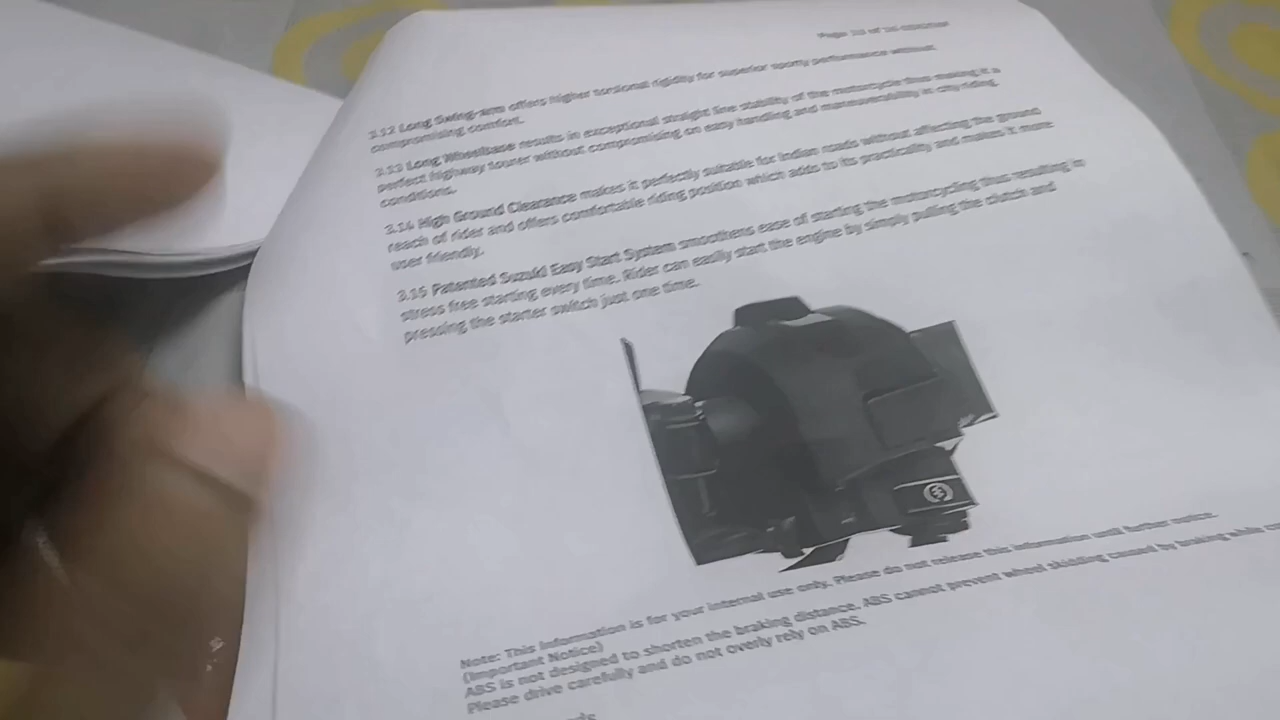 3.12 Long Swing-arm offers higher torsional rigidity for superior sporty performance without
compromising comfort.
3.13 Long Wheelbase results in exceptional straight line stability of the motorcycle thus making it a
perfect highway tourer without compromising on easy handling and maneuverability in city riding
conditions.
3.14 High Ground Clearance makes it perfectly suitable for Indian roads without affecting the ground
reach of rider and offers comfortable riding position which adds to its practicality and makes it more
user friendly.
3.15 Patented Suzuki Easy Start System smoothens ease of starting the motorcycling thus resulting in
stress free starting every time. Rider can easily start the engine by simply pulling the clutch and
pressing the starter switch just one time.
Note: This information is for your internal use only. Please do not release this information until further notice.
(Important Notice)
ABS is not designed to shorten the braking distance. ABS cannot prevent wheel skidding caused by braking while
Please drive carefully and do not overly rely on ABS.